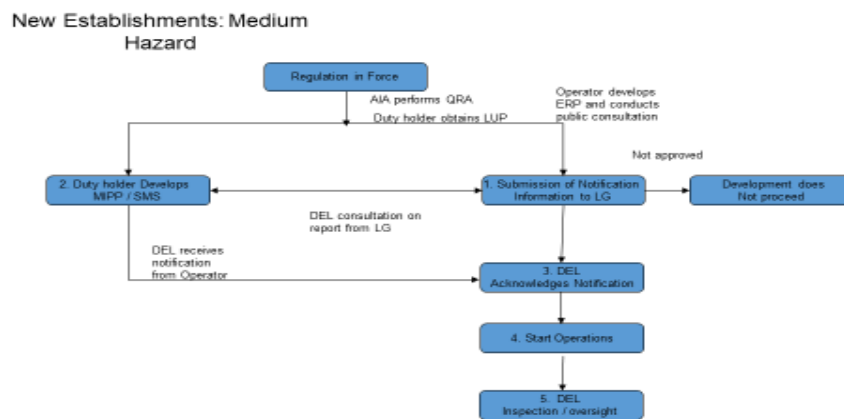 New Establishments: Medium
Hazard
Regulation in Force
AIA performs QRA
Duty holder obtains LUP
Operator develops
ERP and conducts
public consultation
Not approved
2. Duty holder Develops
MIPP / SMS
1. Submission of Notification
Information to LG
Development does
Not proceed
DEL consultation on
report from LG
DEL receives
notification
from Operator
3. DEL
Acknowledges Notification
4. Start Operations
5. DEL
Inspection / oversight